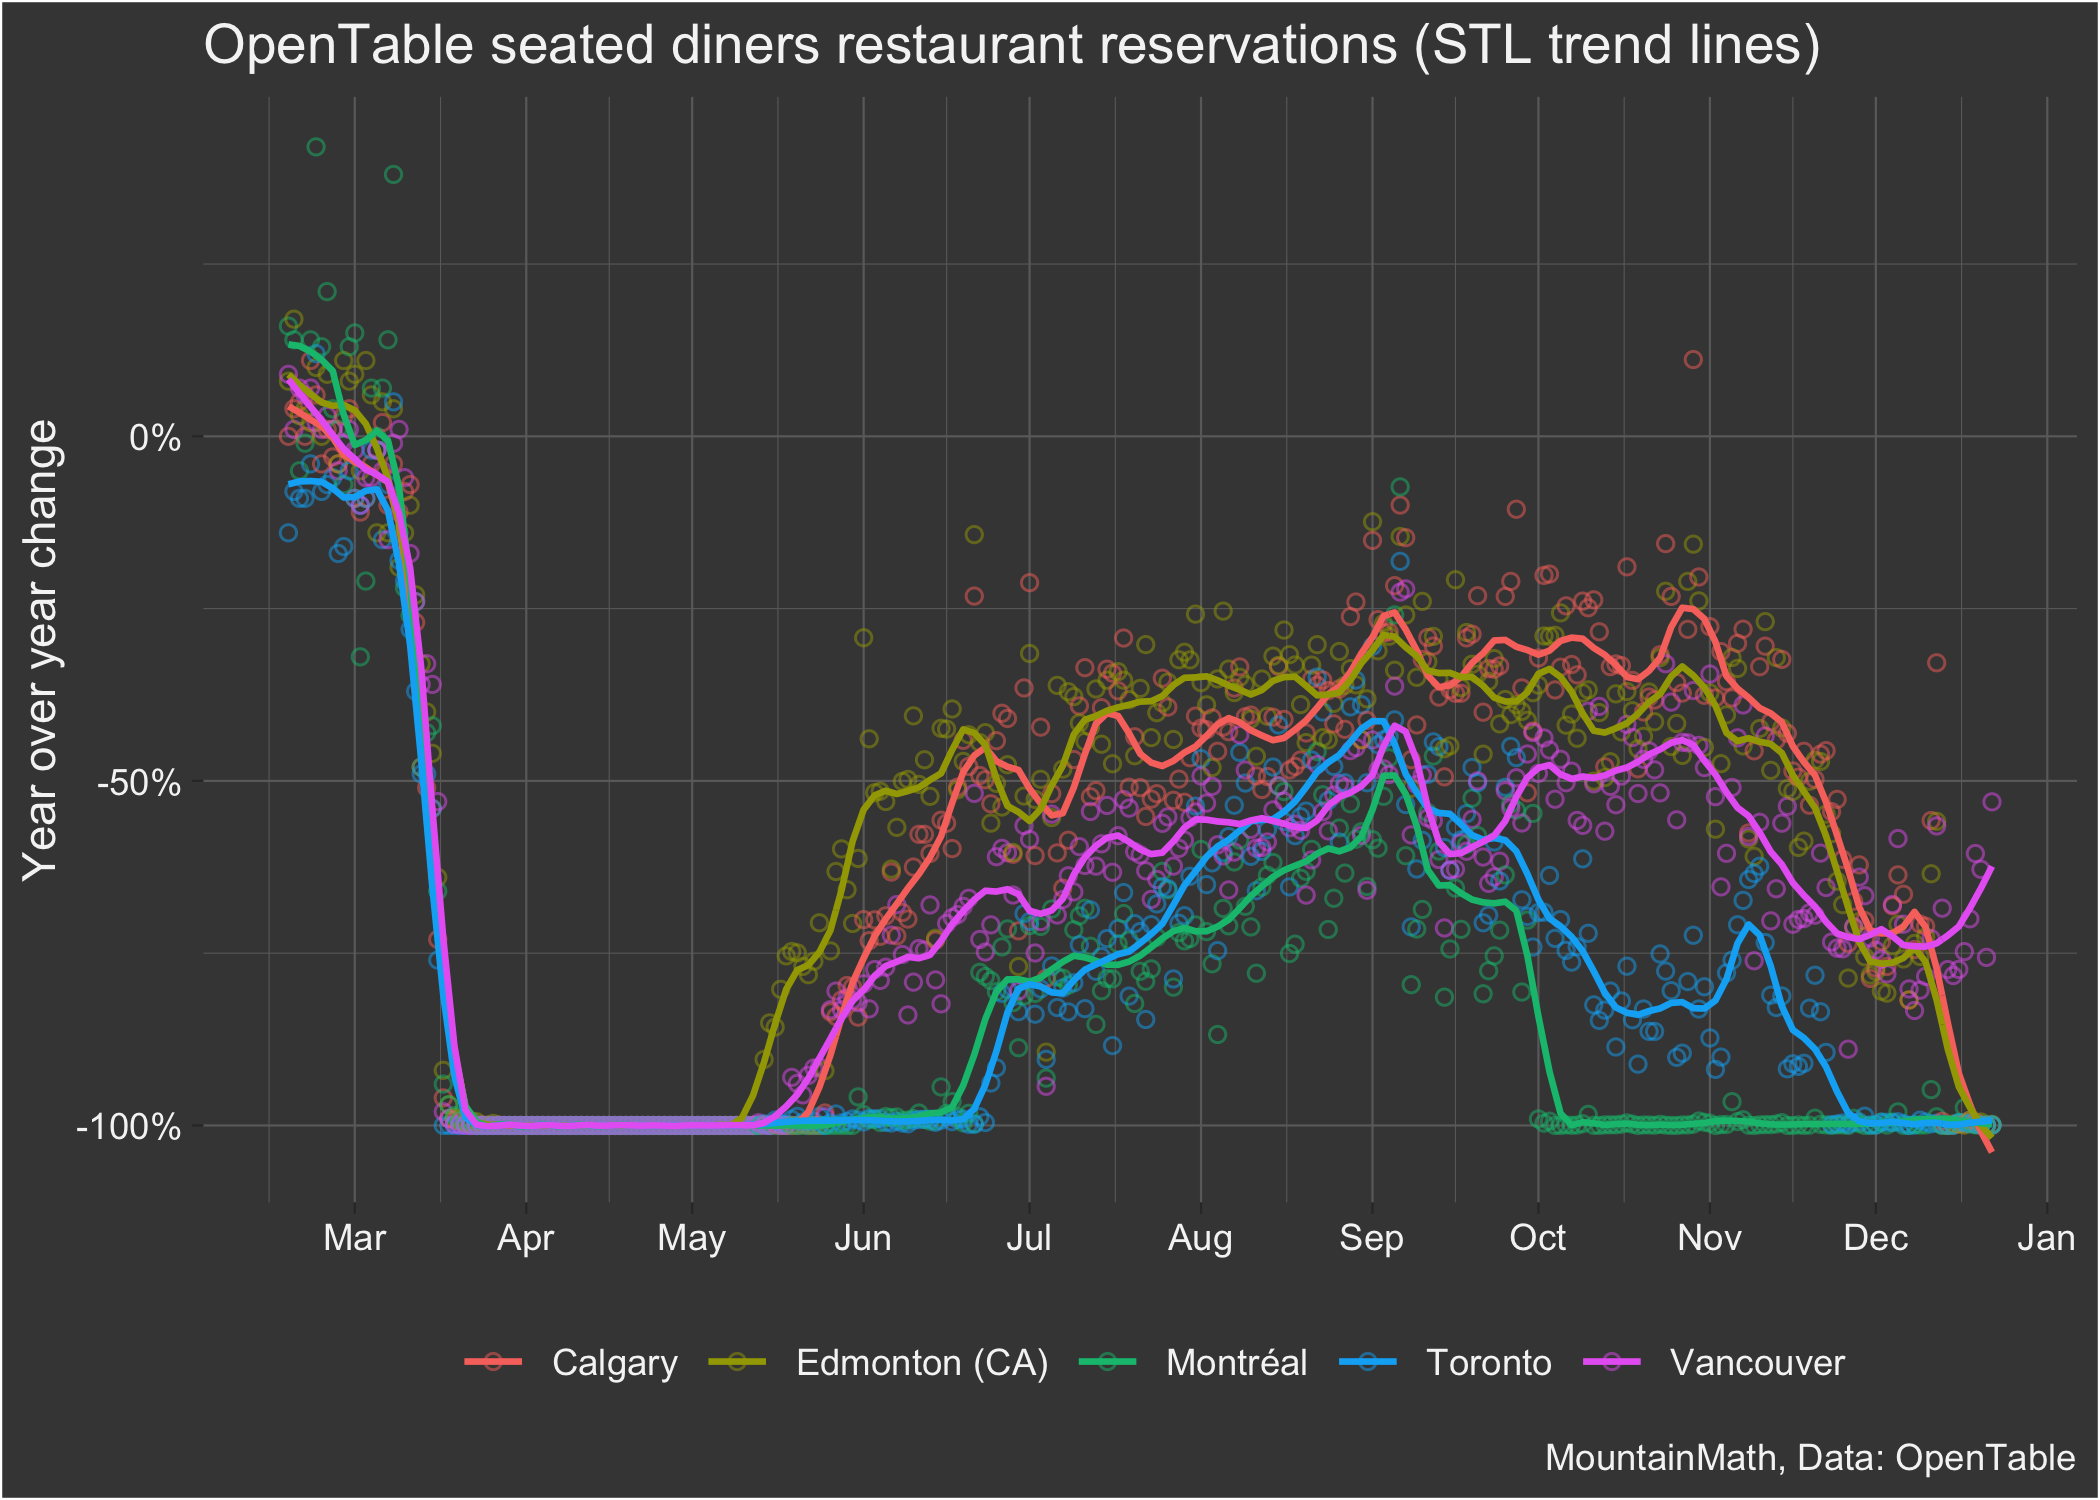 OpenTable seated diners restaurant reservations (STL trend lines)
Year over year change
0%
-50%
-100%
Mar Apr May Jun Jul Aug Sep Oct Nov Dec Jan
Calgary Edmonton (CA) Montréal Toronto Vancouver
MountainMath, Data: OpenTable